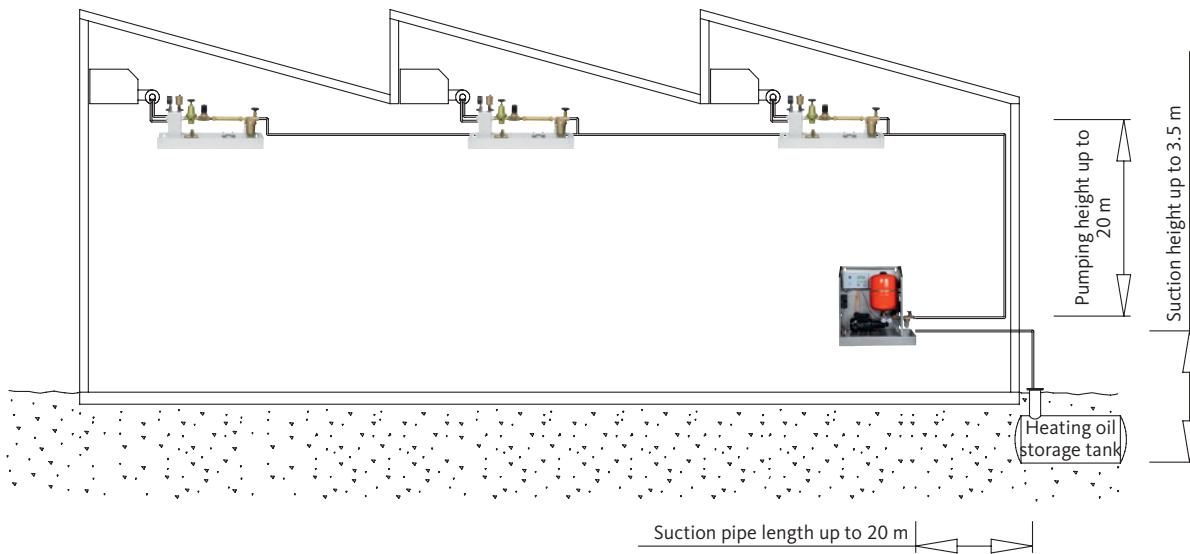 Pumping height up to
20 m
Suction height up to 3.5 m
Heating oil
storage tank
Suction pipe length up to 20 m